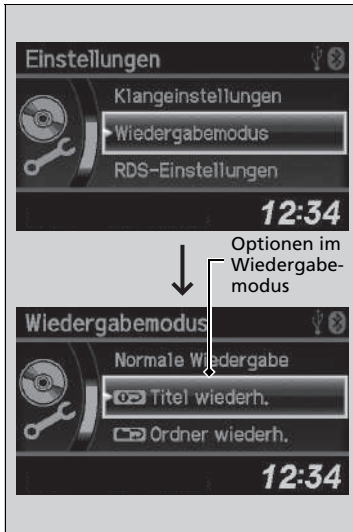 Einstellungen
Klangeinstellungen
Wiedergabemodus
RDS-Einstellungen
12:34
Optionen im
Wiedergabe-
modus
Wiedergabemodus
Normale Wiedergabe
Titel wiederh.
Ordner wiederh.
12:34